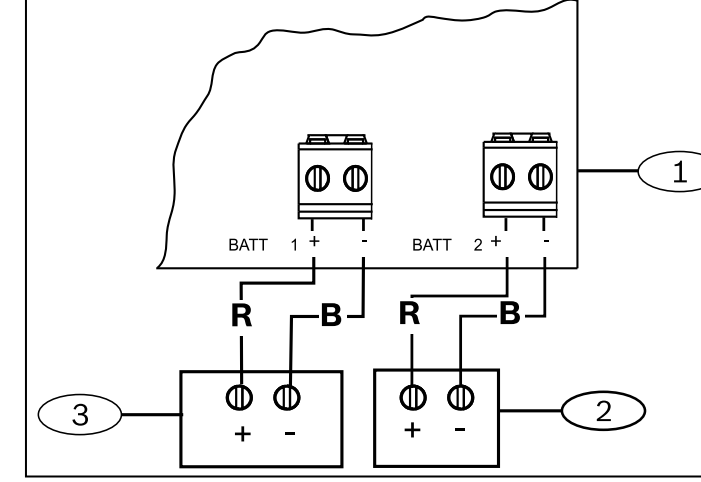 1
BATT 1 + - BATT 2 + -
R B R B
3 2
+ - + -